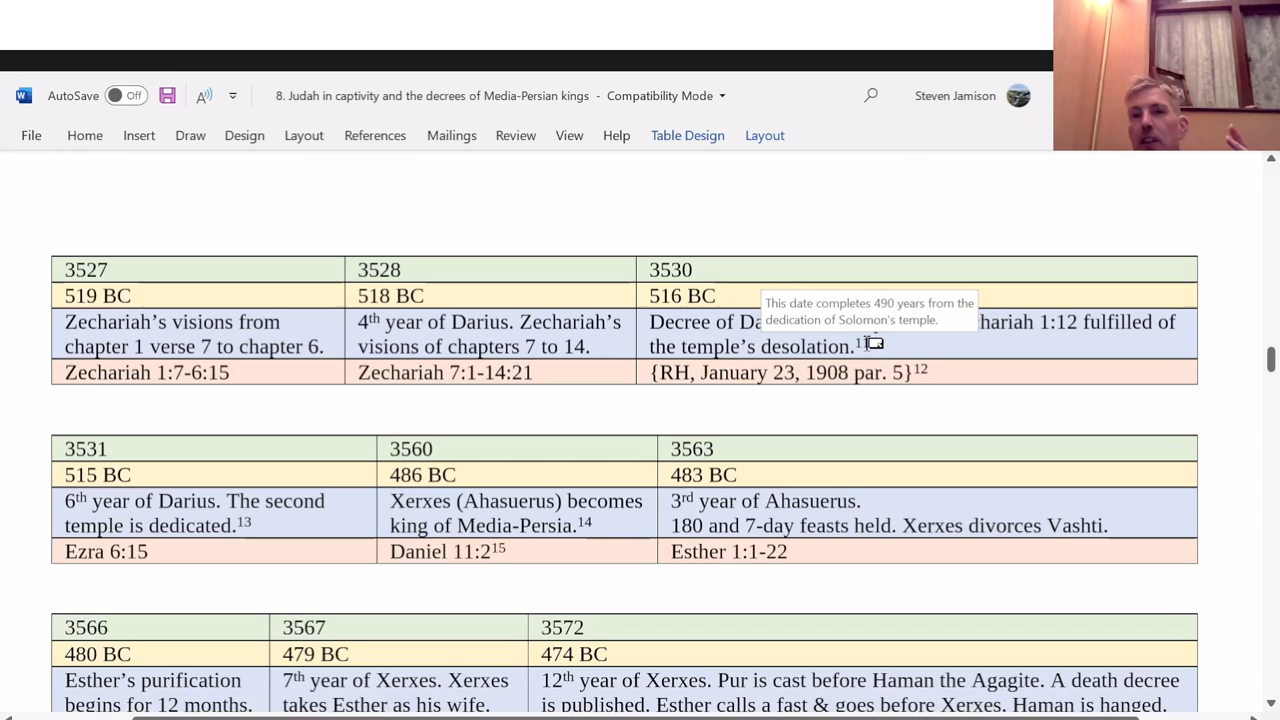 AutoSave Off 8. Judah in captivity and the decrees of Media-Persian kings - Compatibility Mode Steven Jamison
File Home Insert Draw Design Layout References Mailings Review View Help Table Design Layout
3527 3528 3530
519 BC 518 BC 516 BC
This date completes 490 years from the
dedication of Solomon's temple.
Zechariah's visions from 4th year of Darius. Zechariah's Decree of hariah 1:12 fulfilled of
chapter 1 verse 7 to chapter 6. visions of chapters 7 to 14. the temple's desolation.
Zechariah 1:7-6:15 Zechariah 7:1-14:21 {RH, January 23, 1908 par. 5}12
3531 3560 3563
515 BC 486 BC 483 BC
6th year of Darius. The second Xerxes (Ahasuerus) becomes 3rd year of Ahasuerus.
temple is dedicated.13 king of Media-Persia.14 180 and 7-day feasts held. Xerxes divorces Vashti.
Ezra 6:15 Daniel 11:215 Esther 1:1-22
3566 3567 3572
480 BC 479 BC 474 BC
Esther's purification 7th year of Xerxes. Xerxes 12th year of Xerxes. Pur is cast before Haman the Agagite. A death decree
begins for 12 months. takes Esther as his wife. is published. Esther calls a fast & goes before Xerxes. Haman is hanged.